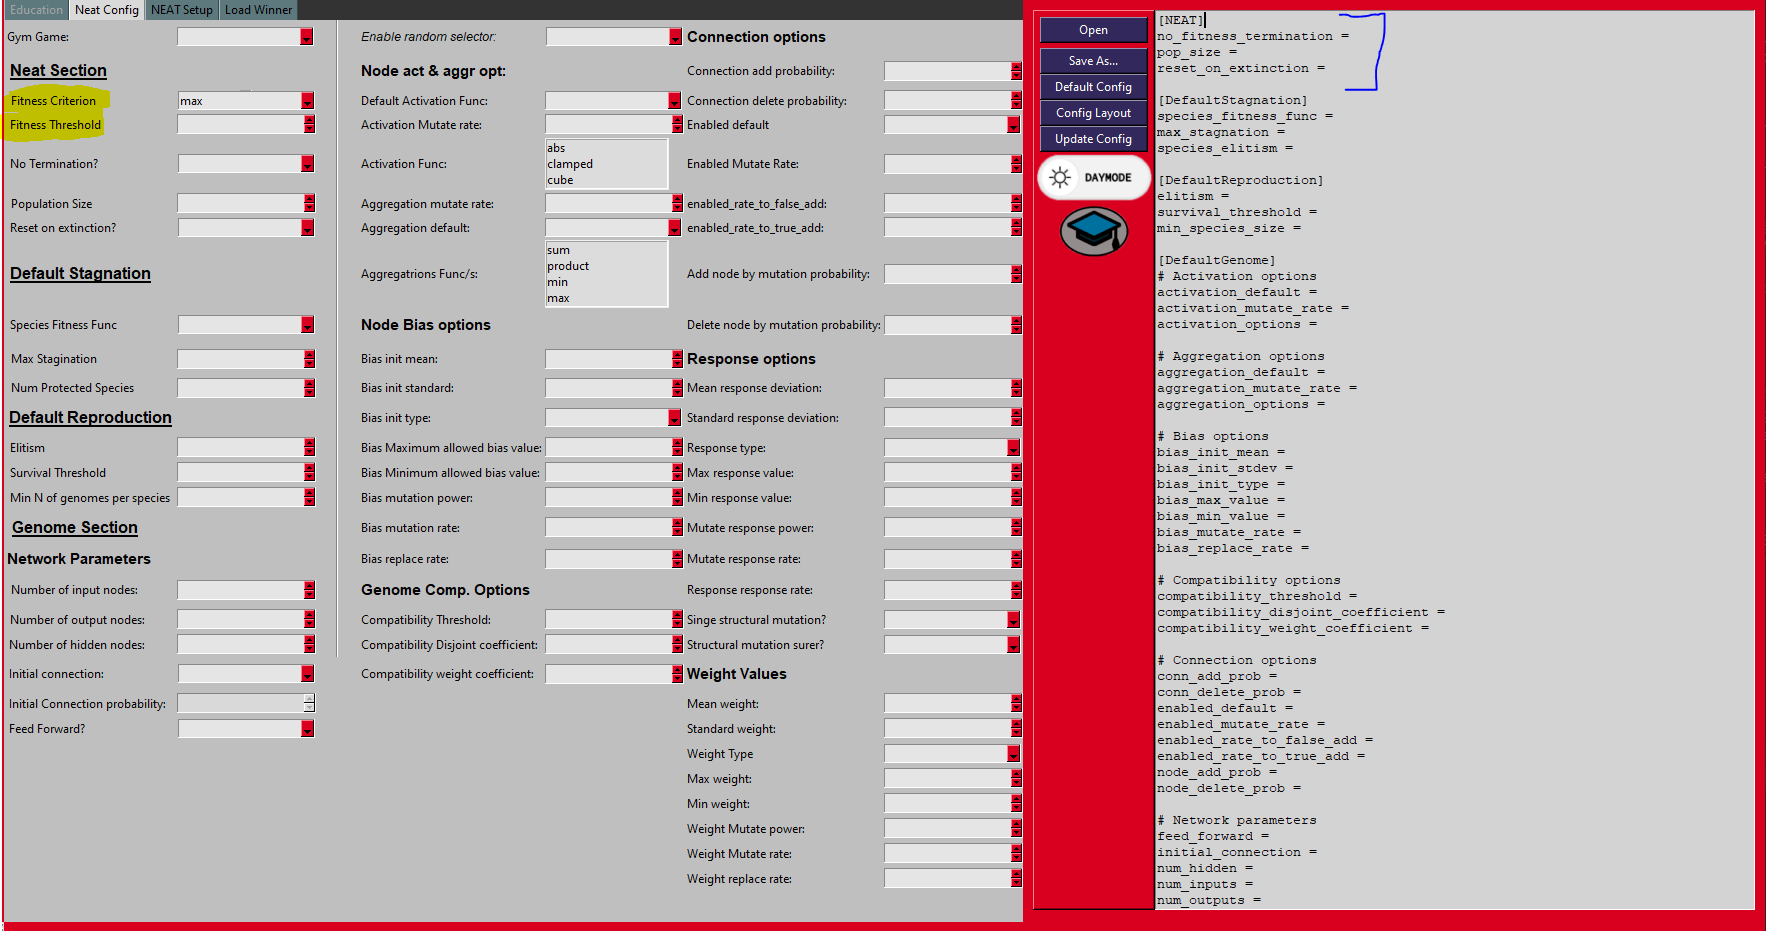 Education
Neat Config
NEAT Setup
Load Winner
Gym Game:
Neat Section
Fitness Criterion
max
Fitness Threshold
No Termination?
Population Size
Reset on extinction?
Default Stagnation
Species Fitness Func
Max Stagination
Num Protected Species
Default Reproduction
Elitism
Survival Threshold
Min N of genomes per species
Genome Section
Network Parameters
Number of input nodes:
Number of output nodes:
Number of hidden nodes:
Initial connection:
Initial Connection probability:
Feed Forward?
Enable random selector:
Node act & aggr opt:
Default Activation Func:
Activation Mutate rate:
Activation Func:
abs
clamped
cube
Aggregation mutate rate:
Aggregation default:
Aggregatrions Func/s:
sum
product
min
max
Node Bias options
Bias init mean:
Bias init standard:
Bias init type:
Bias Maximum allowed bias value:
Bias Minimum allowed bias value:
Bias mutation power:
Bias mutation rate:
Bias replace rate:
Genome Comp. Options
Compatibility Threshold:
Compatibility Disjoint coefficient:
Compatibility weight coefficient:
Connection options
Connection add probability:
Connection delete probability:
Enabled default
Enabled Mutate Rate:
enabled_rate_to_false_add:
enabled_rate_to_true_add:
Add node by mutation probability:
Delete node by mutation probability:
Response options
Mean response deviation:
Standard response deviation:
Response type:
Max response value:
Min response value:
Mutate response power:
Mutate response rate:
Response response rate:
Singe structural mutation?
Structural mutation surer?
Weight Values
Mean weight:
Standard weight:
Weight Type
Max weight:
Min weight:
Weight Mutate power:
Weight Mutate rate:
Weight replace rate:
Open
Save As...
Default Config
Config Layout
Update Config
DAYMODE
[NEAT]
no_fitness_termination =
pop_size =
reset_on_extinction =
[DefaultStagnation]
species_fitness_func =
max_stagnation =
species_elitism =
[DefaultReproduction]
elitism =
survival_threshold =
min_species_size =
[DefaultGenome]
# Activation options
activation_default =
activation_mutate_rate =
activation_options =
# Aggregation options
aggregation_default =
aggregation_mutate_rate =
aggregation_options =
# Bias options
bias_init_mean =
bias_init_stdev =
bias_init_type =
bias_max_value =
bias_min_value =
bias_mutate_rate =
bias_replace_rate =
# Compatibility options
compatibility_threshold =
compatibility_disjoint_coefficient =
compatibility_weight_coefficient =
# Connection options
conn_add_prob =
conn_delete_prob =
enabled_default =
enabled_mutate_rate =
enabled_rate_to_false_add =
enabled_rate_to_true_add =
node_add_prob =
node_delete_prob =
# Network parameters
feed_forward =
initial_connection =
num_hidden =
num_inputs =
num_outputs =